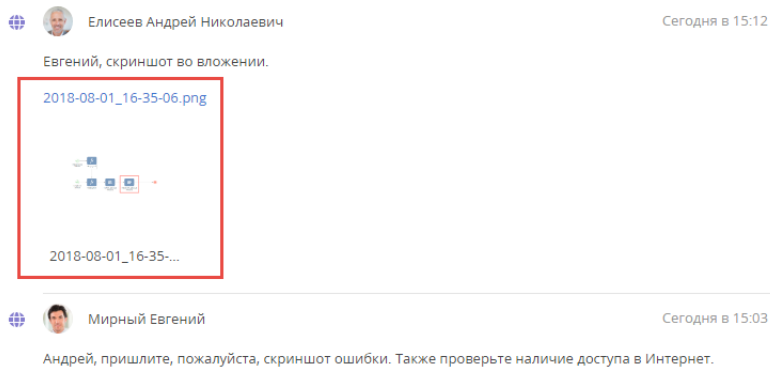 Елисеев Андрей Николаевич
Сегодня в 15:12
Евгений, скриншот во вложении.
2018-08-01_16-35-06.png
2018-08-01_16-35-...
Мирный Евгений
Сегодня в 15:03
Андрей, пришлите, пожалуйста, скриншот ошибки. Также проверьте наличие доступа в Интернет.